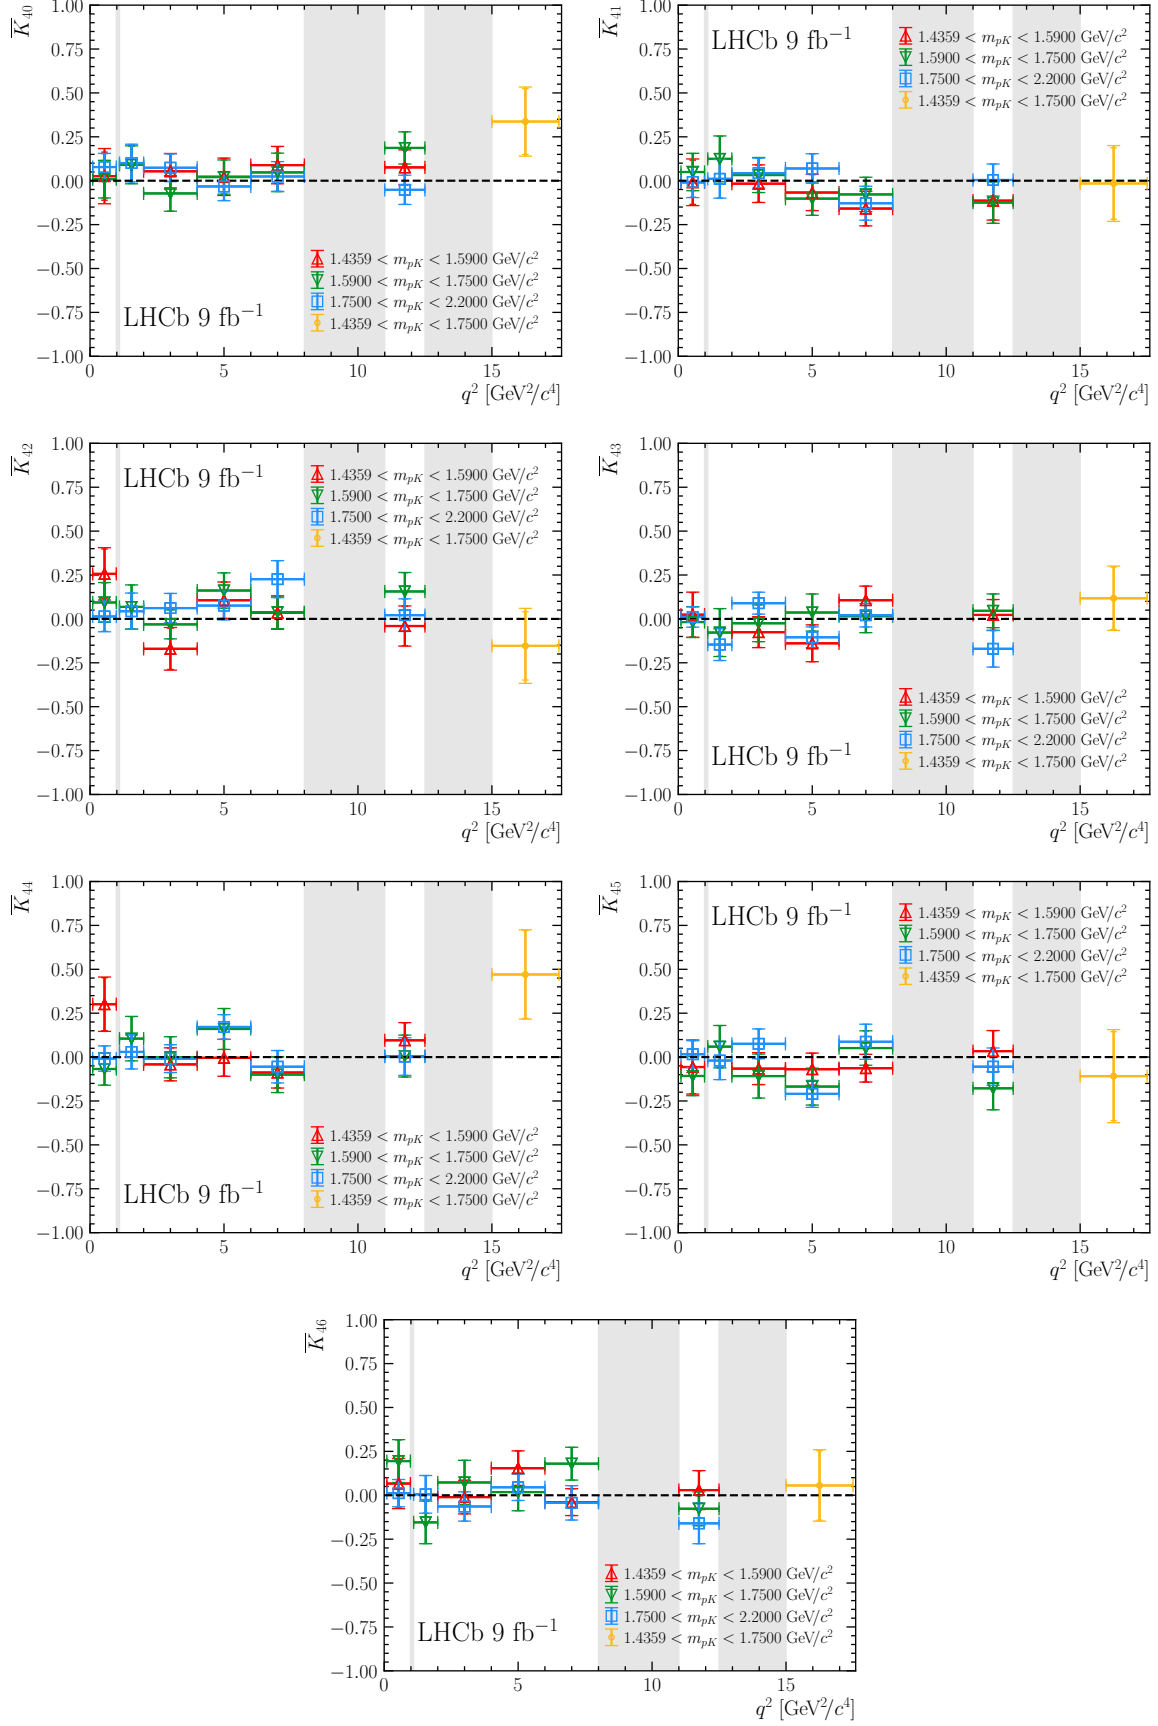 K̅₄₀
1.00
0.75
0.50
0.25
0.00
−0.25
−0.50
−0.75
−1.00
1.4359 < m_pK < 1.5900 GeV/c²
1.5900 < m_pK < 1.7500 GeV/c²
1.7500 < m_pK < 2.2000 GeV/c²
1.4359 < m_pK < 1.7500 GeV/c²
LHCb 9 fb⁻¹
0 5 10 15
q² [GeV²/c⁴]
K̅₄₁
1.00
0.75
0.50
0.25
0.00
−0.25
−0.50
−0.75
−1.00
LHCb 9 fb⁻¹
1.4359 < m_pK < 1.5900 GeV/c²
1.5900 < m_pK < 1.7500 GeV/c²
1.7500 < m_pK < 2.2000 GeV/c²
1.4359 < m_pK < 1.7500 GeV/c²
0 5 10 15
q² [GeV²/c⁴]
K̅₄₂
1.00
0.75
0.50
0.25
0.00
−0.25
−0.50
−0.75
−1.00
LHCb 9 fb⁻¹
1.4359 < m_pK < 1.5900 GeV/c²
1.5900 < m_pK < 1.7500 GeV/c²
1.7500 < m_pK < 2.2000 GeV/c²
1.4359 < m_pK < 1.7500 GeV/c²
0 5 10 15
q² [GeV²/c⁴]
K̅₄₃
1.00
0.75
0.50
0.25
0.00
−0.25
−0.50
−0.75
−1.00
1.4359 < m_pK < 1.5900 GeV/c²
1.5900 < m_pK < 1.7500 GeV/c²
1.7500 < m_pK < 2.2000 GeV/c²
1.4359 < m_pK < 1.7500 GeV/c²
LHCb 9 fb⁻¹
0 5 10 15
q² [GeV²/c⁴]
K̅₄₄
1.00
0.75
0.50
0.25
0.00
−0.25
−0.50
−0.75
−1.00
1.4359 < m_pK < 1.5900 GeV/c²
1.5900 < m_pK < 1.7500 GeV/c²
1.7500 < m_pK < 2.2000 GeV/c²
1.4359 < m_pK < 1.7500 GeV/c²
LHCb 9 fb⁻¹
0 5 10 15
q² [GeV²/c⁴]
K̅₄₅
1.00
0.75
0.50
0.25
0.00
−0.25
−0.50
−0.75
−1.00
LHCb 9 fb⁻¹
1.4359 < m_pK < 1.5900 GeV/c²
1.5900 < m_pK < 1.7500 GeV/c²
1.7500 < m_pK < 2.2000 GeV/c²
1.4359 < m_pK < 1.7500 GeV/c²
0 5 10 15
q² [GeV²/c⁴]
K̅₄₆
1.00
0.75
0.50
0.25
0.00
−0.25
−0.50
−0.75
−1.00
1.4359 < m_pK < 1.5900 GeV/c²
1.5900 < m_pK < 1.7500 GeV/c²
1.7500 < m_pK < 2.2000 GeV/c²
1.4359 < m_pK < 1.7500 GeV/c²
LHCb 9 fb⁻¹
0 5 10 15
q² [GeV²/c⁴]